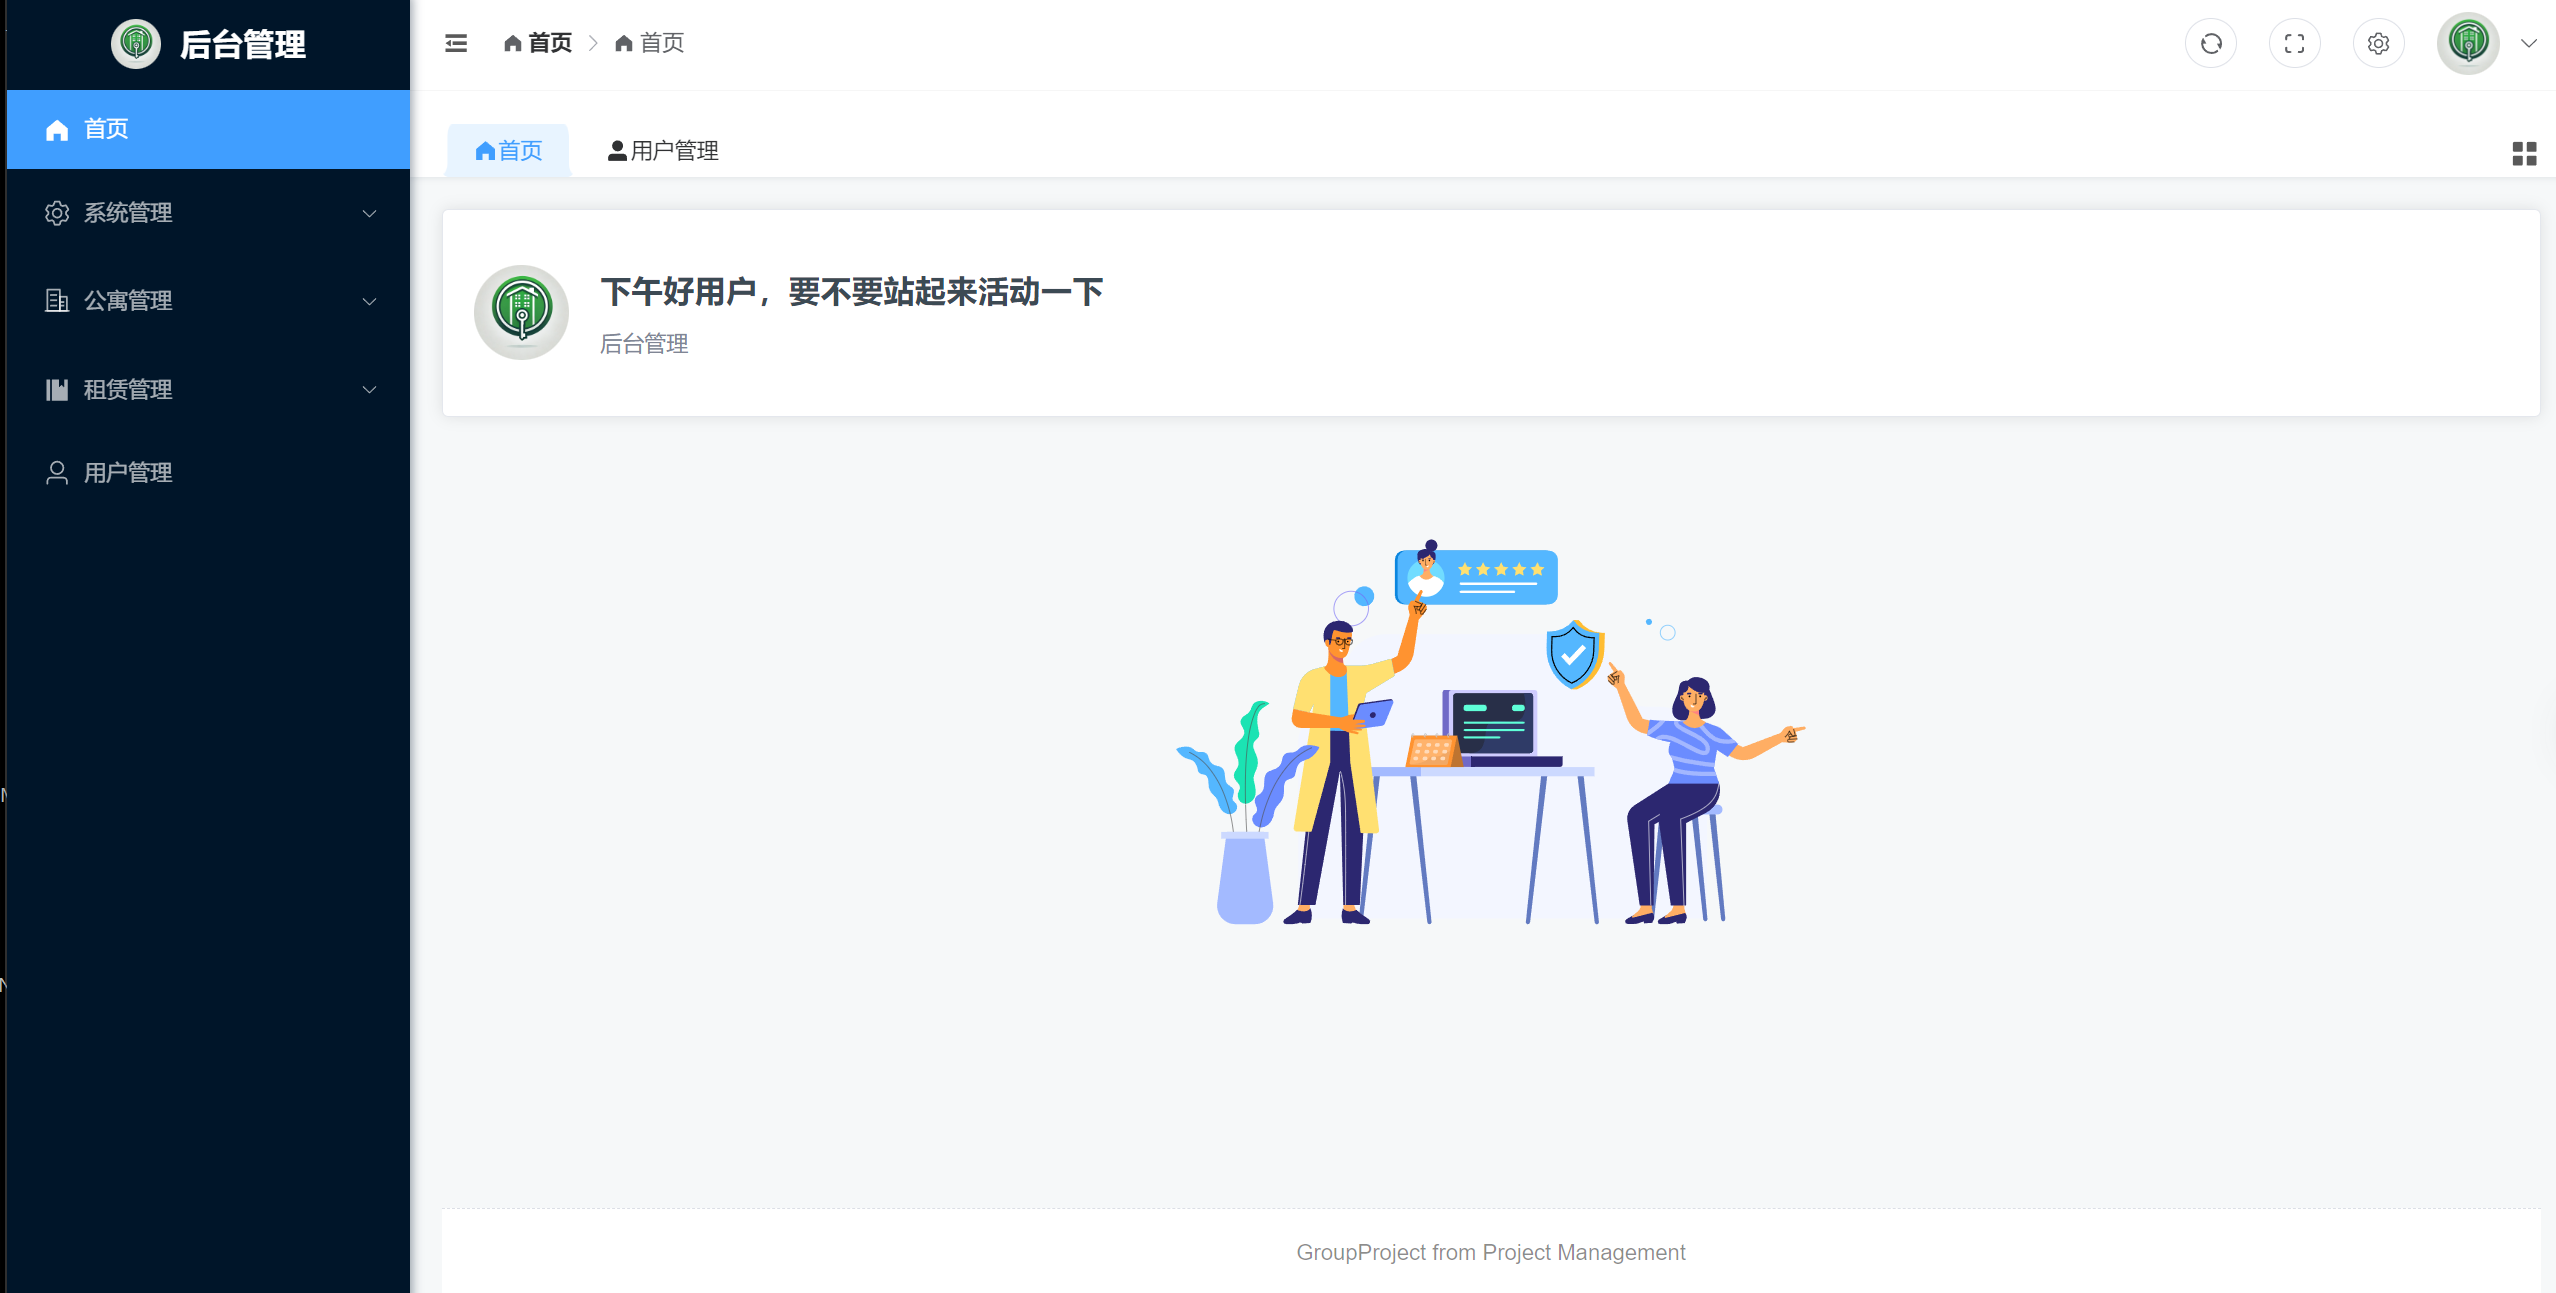 后台管理
首页
系统管理
公寓管理
租赁管理
用户管理
首页 > 首页
首页 用户管理
下午好用户，要不要站起来活动一下
后台管理
GroupProject from Project Management